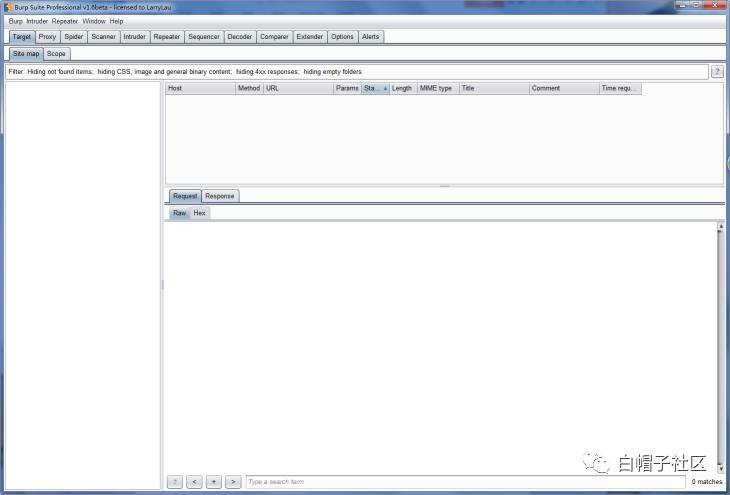 Burp Suite Professional v1.6beta - licensed to LarryLau
Burp Intruder Repeater Window Help
Target Proxy Spider Scanner Intruder Repeater Sequencer Decoder Comparer Extender Options Alerts
Site map Scope
Filter: Hiding not found items; hiding CSS, image and general binary content; hiding 4xx responses; hiding empty folders
?
Host Method URL Params Sta... Length MIME type Title Comment Time requ...
Request Response
Raw Hex
白帽子社区
? < + > Type a search term 0 matches